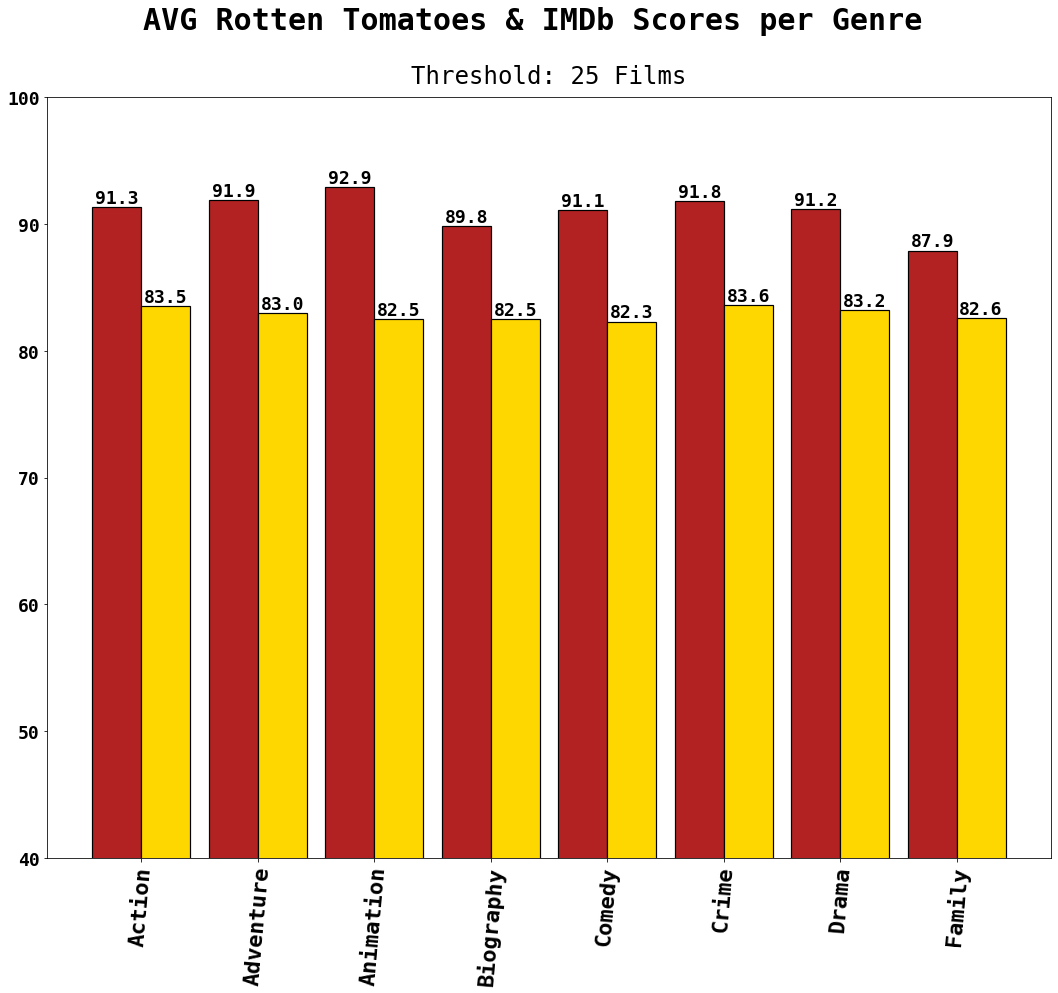 AVG Rotten Tomatoes & IMDb Scores per Genre
Threshold: 25 Films
100
90
80
70
60
50
40
91.3
83.5
91.9
83.0
92.9
82.5
89.8
82.5
91.1
82.3
91.8
83.6
91.2
83.2
87.9
82.6
Action
Adventure
Animation
Biography
Comedy
Crime
Drama
Family